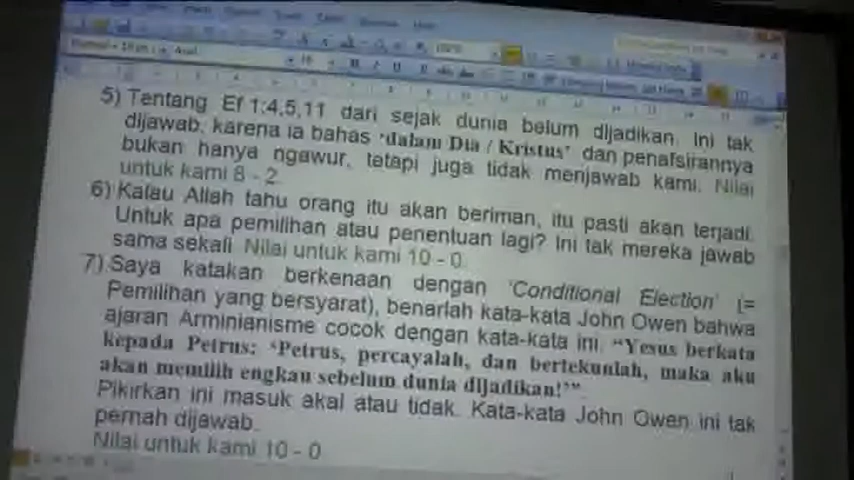 5) Tentang Ef 1:4,5,11 dari sejak dunia belum dijadikan. Ini tak
dijawab, karena ia bahas 'dalam Dia / Kristus' dan penafsirannya
bukan hanya ngawur, tetapi juga tidak menjawab kami. Nilai
untuk kami 8 - 2.
6) Kalau Allah tahu orang itu akan beriman, itu pasti akan terjadi.
Untuk apa pemilihan atau penentuan lagi? Ini tak mereka jawab
sama sekali. Nilai untuk kami 10 - 0.
7) Saya katakan berkenaan dengan 'Conditional Election' (=
Pemilihan yang bersyarat), benarlah kata-kata John Owen bahwa
ajaran Arminianisme cocok dengan kata-kata ini. "Yesus berkata
kepada Petrus: 'Petrus, percayalah, dan bertekunlah, maka aku
akan memilih engkau sebelum dunia dijadikan!'".
Pikirkan ini masuk akal atau tidak. Kata-kata John Owen ini tak
pernah dijawab.
Nilai untuk kami 10 - 0